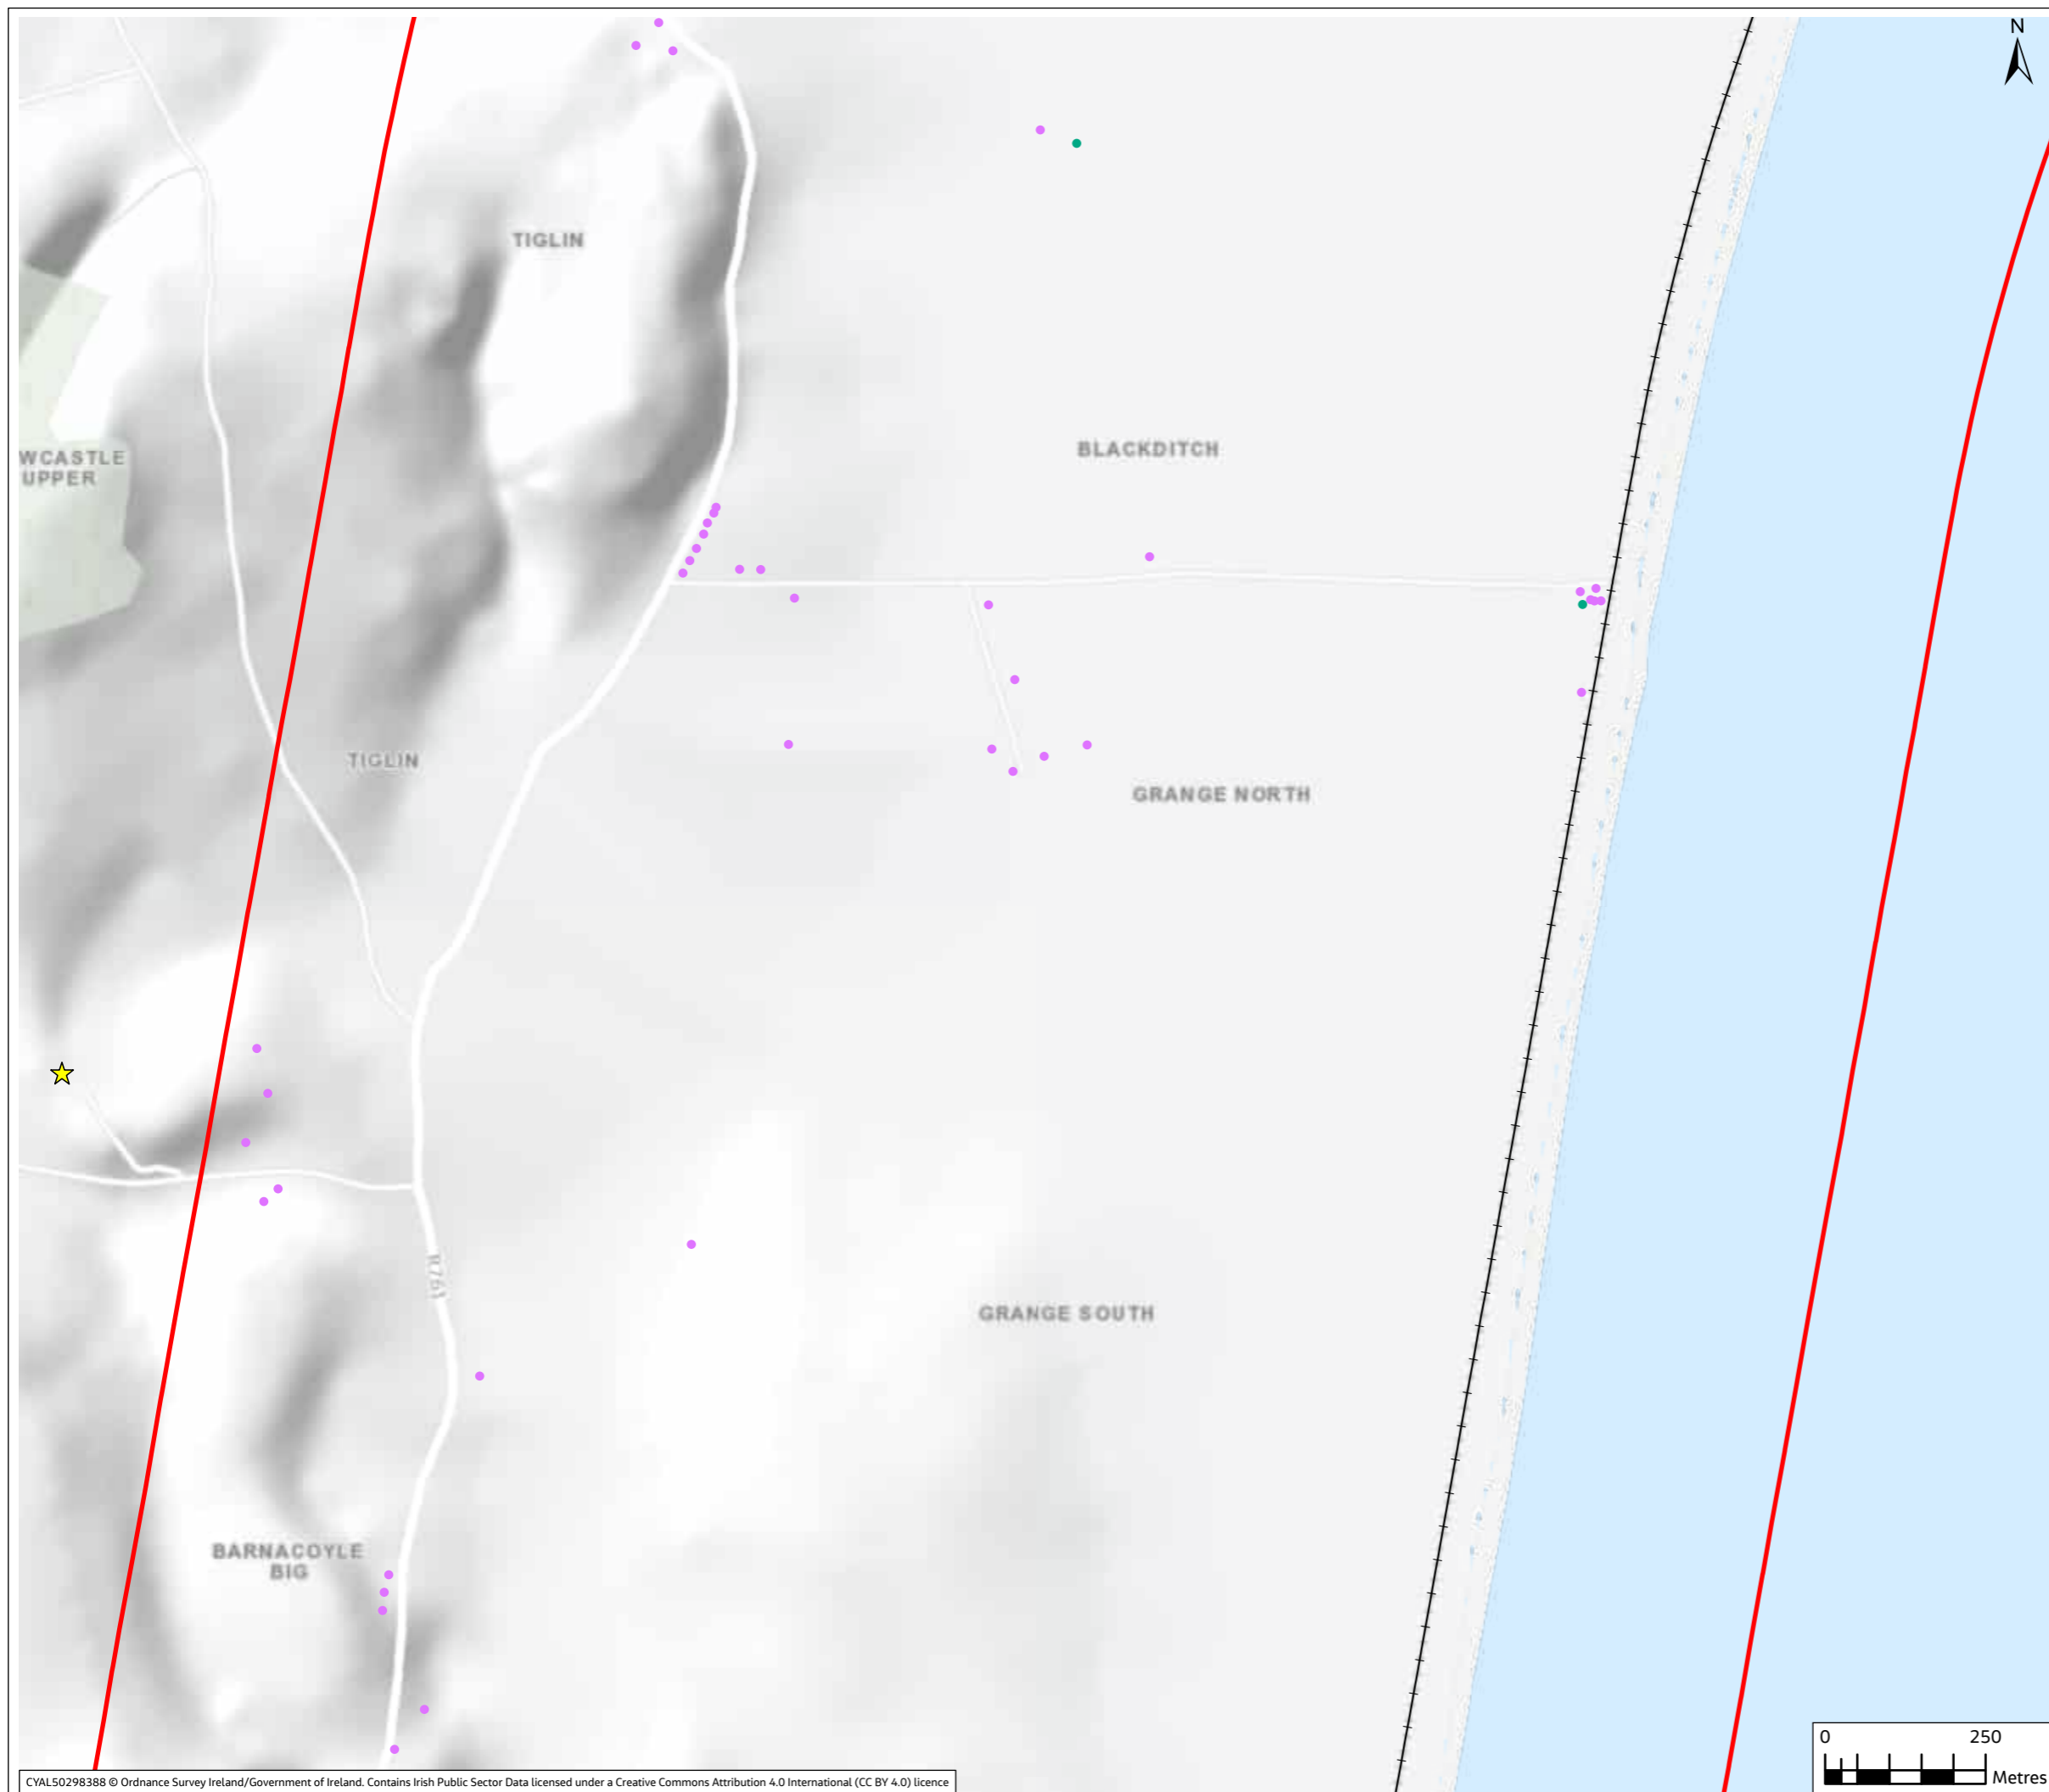 N
TIGLIN
BLACKDITCH
WCASTLE
UPPER
TIGLIN
GRANGE NORTH
R761
GRANGE SOUTH
BARNACOYLE
BIG
0 250
Metres
CYAL50298388 © Ordnance Survey Ireland/Government of Ireland. Contains Irish Public Sector Data licensed under a Creative Commons Attribution 4.0 International (CC BY 4.0) licence